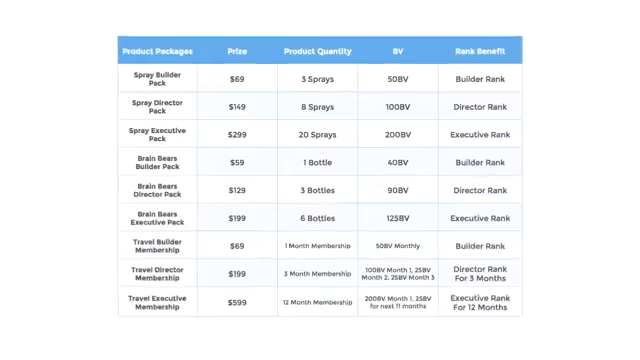 Product Packages Prize Product Quantity BV Rank Benefit
Spray Builder
Pack
$69 3 Sprays 50BV Builder Rank
Spray Director
Pack
$149 8 Sprays 100BV Director Rank
Spray Executive
Pack
$299 20 Sprays 200BV Executive Rank
Brain Bears
Builder Pack
$59 1 Bottle 40BV Builder Rank
Brain Bears
Director Pack
$129 3 Bottles 90BV Director Rank
Brain Bears
Executive Pack
$199 6 Bottles 125BV Executive Rank
Travel Builder
Membership
$69 1 Month Membership 50BV Monthly Builder Rank
Travel Director
Membership
$199 3 Month Membership
100BV Month 1, 25BV
Month 2, 25BV Month 3
Director Rank
For 3 Months
Travel Executive
Membership
$599 12 Month Membership
200BV Month 1, 25BV
for next 11 months
Executive Rank
For 12 Months